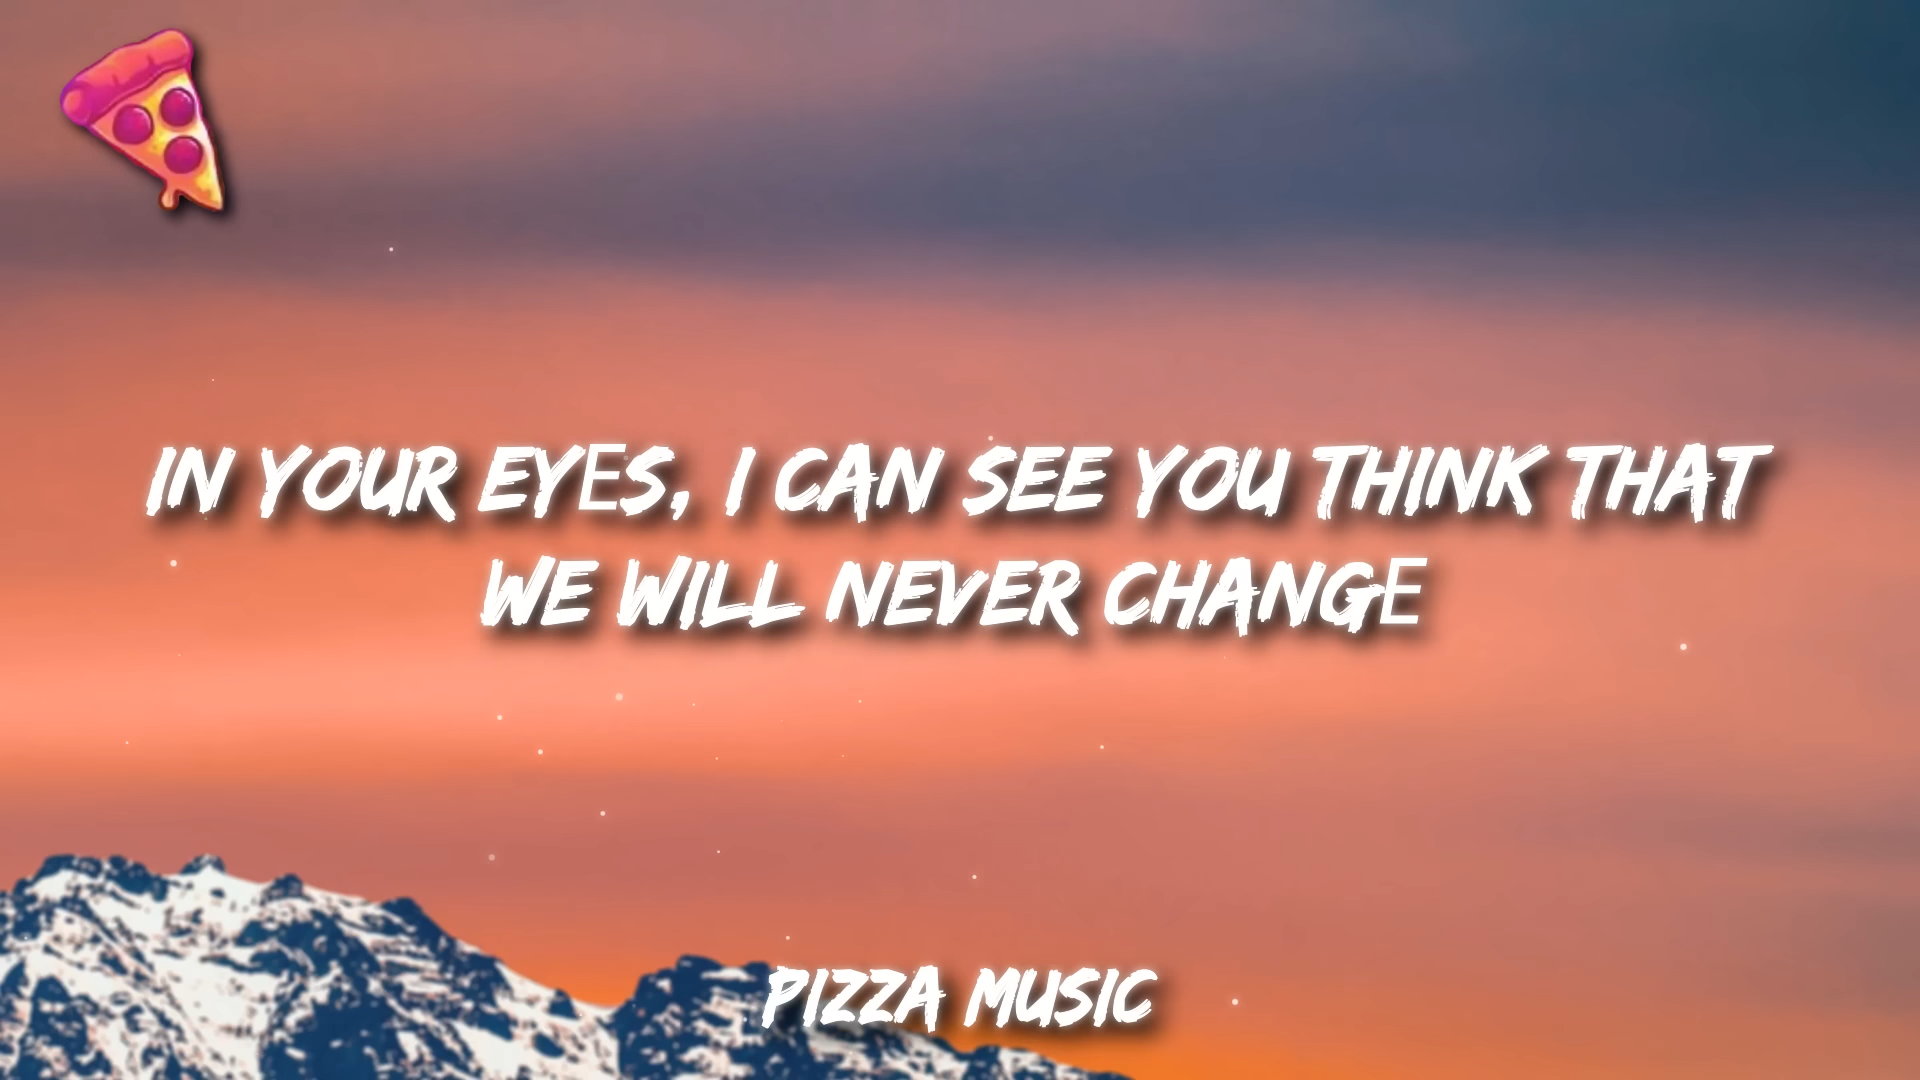 IN YOUR EYES, I CAN SEE YOU THINK THAT
WE WILL NEVER CHANGE
PIZZA MUSIC